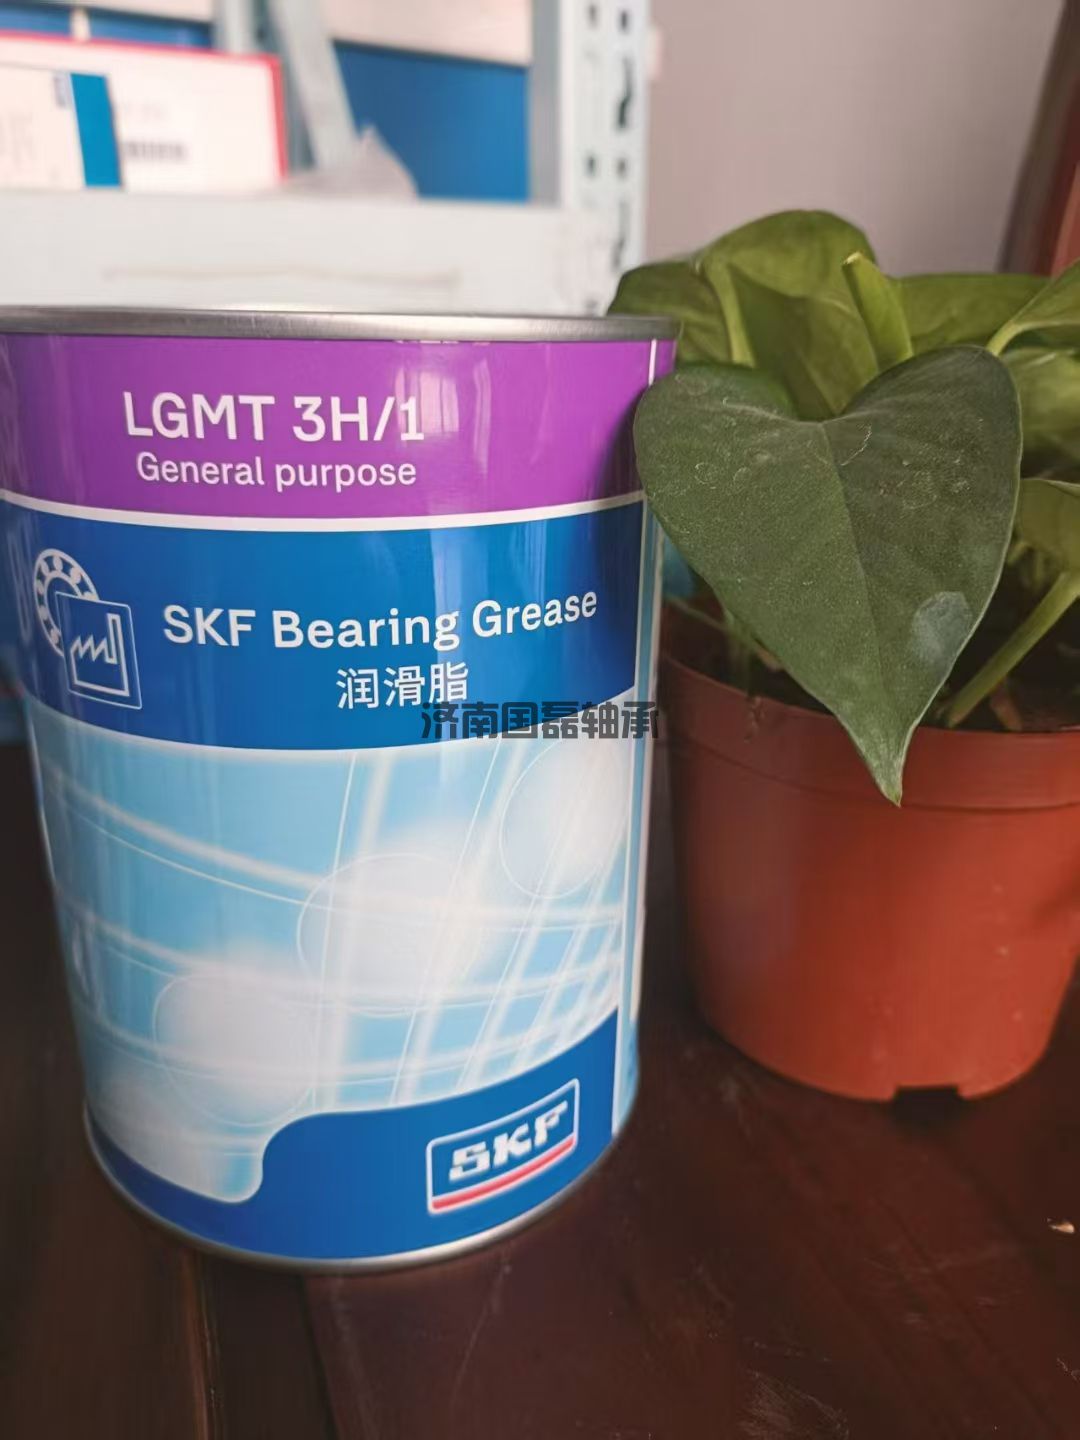 LGMT 3H/1
General purpose
SKF Bearing Grease
润滑脂
济南国磊轴承
SKF